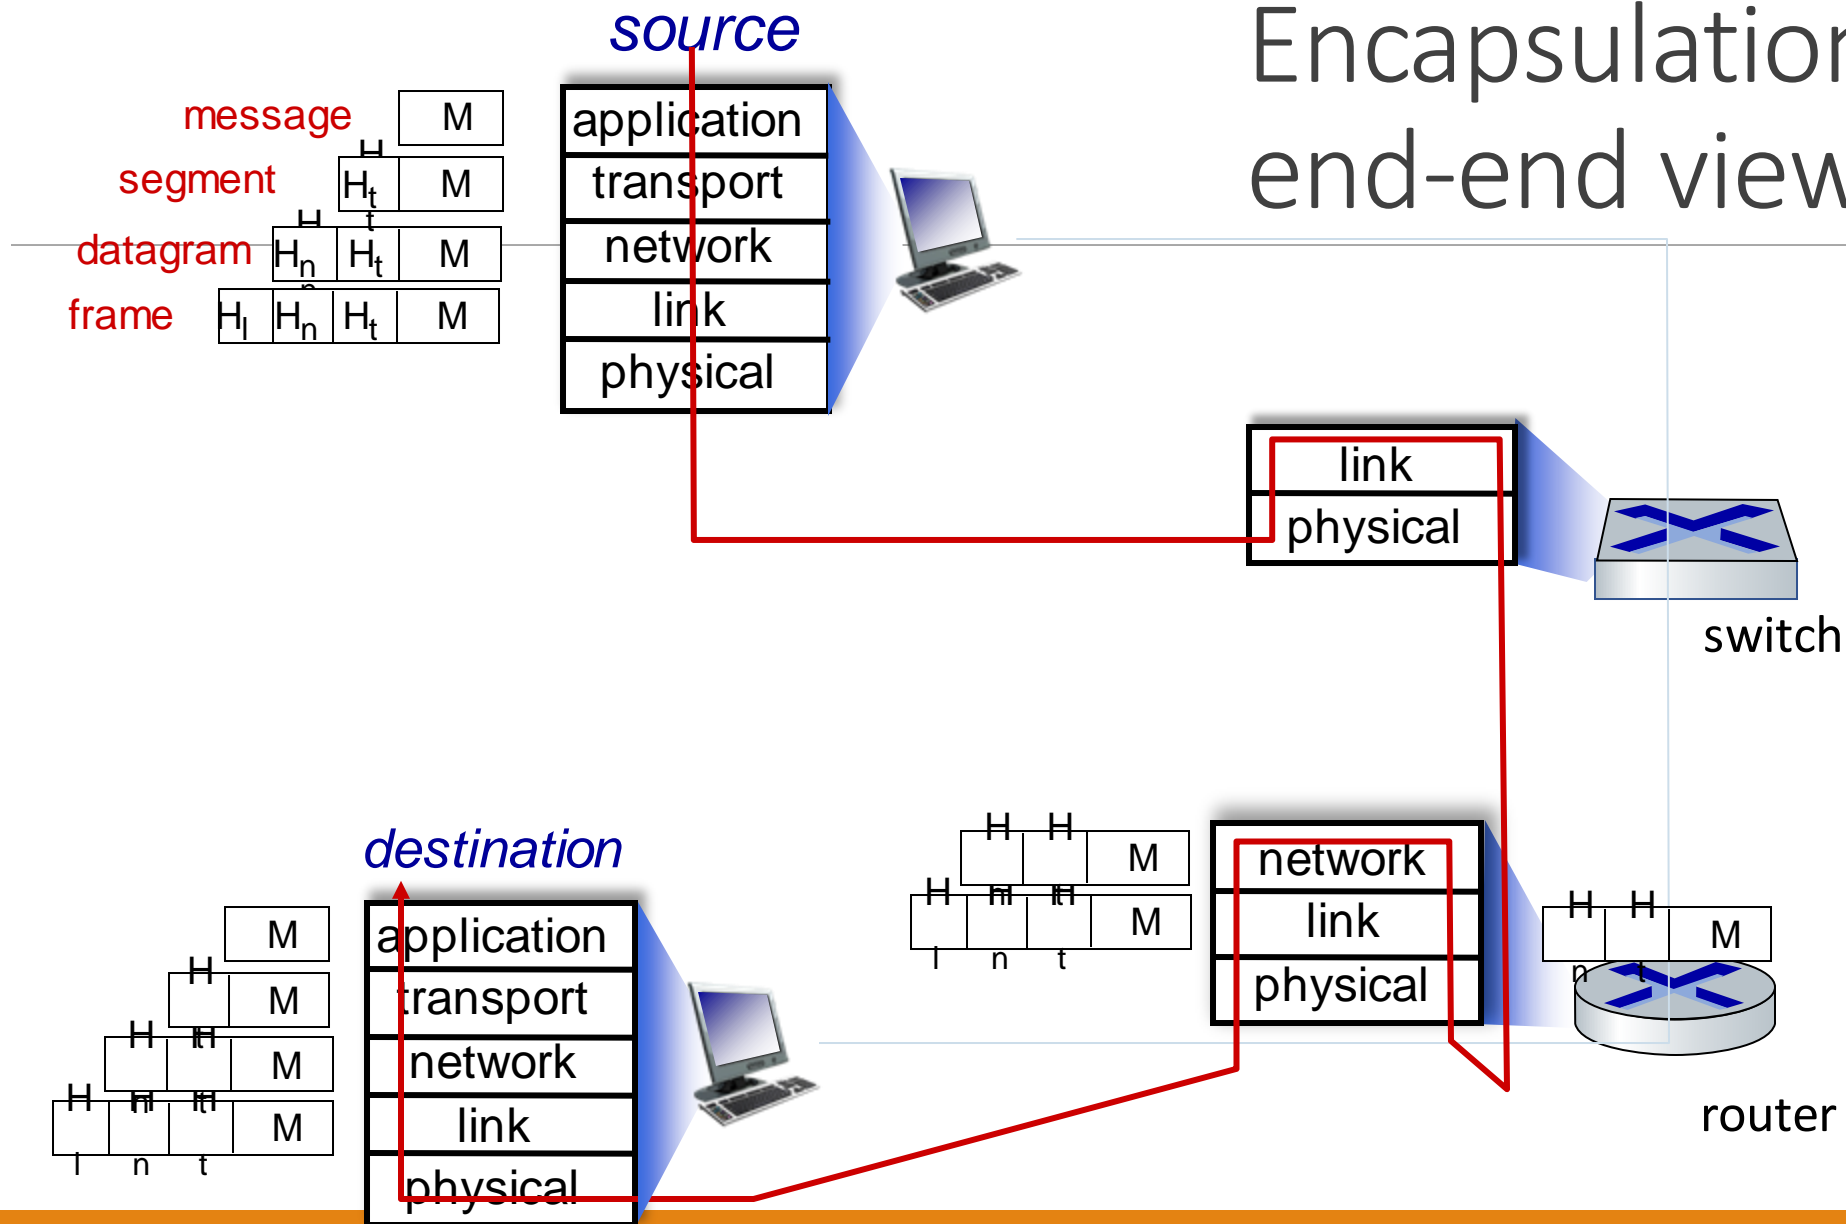 source
Encapsulation
end-end view
message M
application
H
segment Ht M
transport
t
H
datagram Hn Ht M
network
n
frame Hl Hn Ht M
link
physical
link
physical
switch
destination
H H
M
network
H H H
M
link
l n t
physical
H H
M
n t
router
M
application
H
M
transport
H H
t
M
network
H H H
n t
M
link
l n t
physical